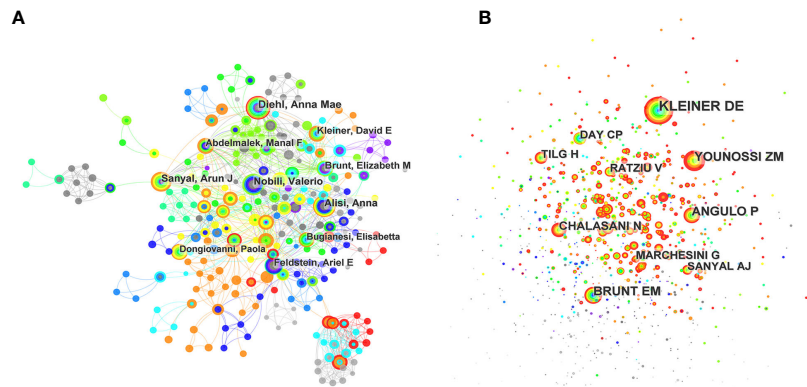 A
Diehl, Anna Mae
Kleiner, David E
Abdelmalek, Manal F
Brunt, Elizabeth M
Sanyal, Arun J
Nobili, Valerio
Alisi, Anna
Bugianesi, Elisabetta
Dongiovanni, Paola
Feldstein, Ariel E
B
KLEINER DE
DAY CP
TILG H
YOUNOSSI ZM
RATZIU V
ANGULO P
CHALASANI N
MARCHESINI G
SANYAL AJ
BRUNT EM